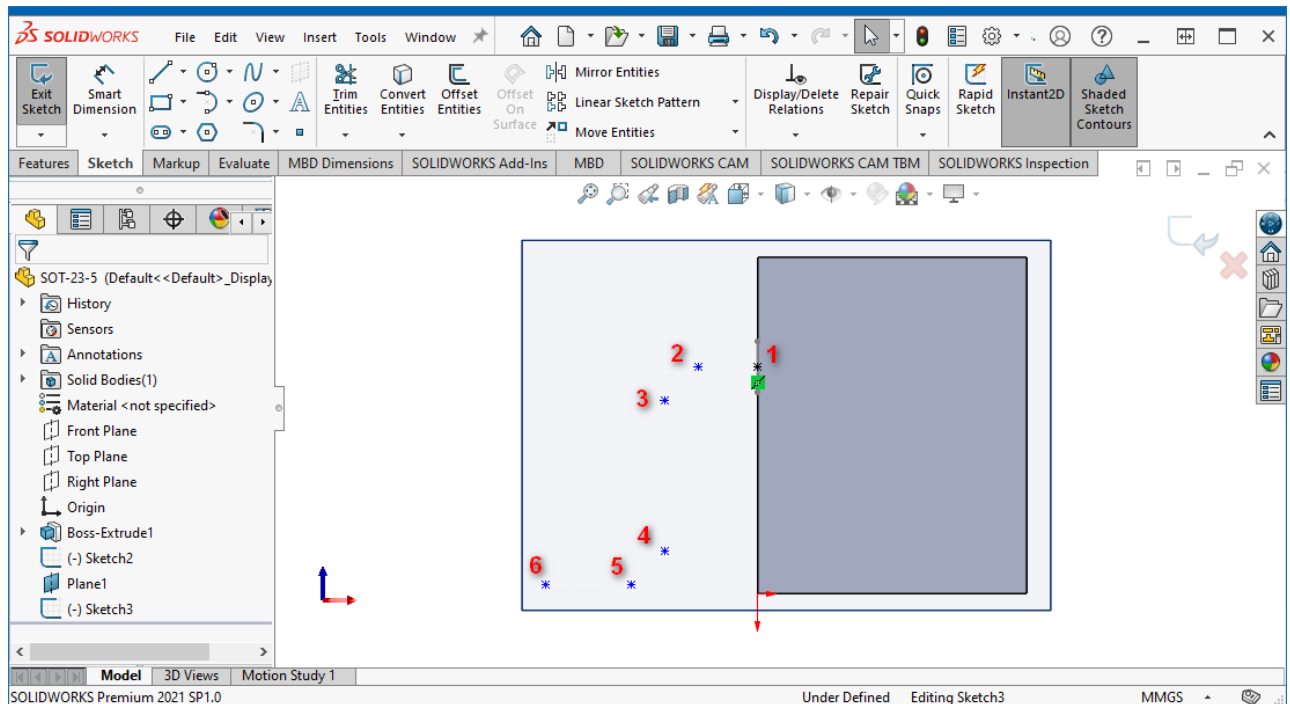 SOLIDWORKS File Edit View Insert Tools Window
Exit Sketch
Smart Dimension
Trim Entities
Convert Entities
Offset Entities
Offset On Surface
Mirror Entities
Linear Sketch Pattern
Move Entities
Display/Delete Relations
Repair Sketch
Quick Snaps
Rapid Sketch
Instant2D
Shaded Sketch Contours
Features Sketch Markup Evaluate MBD Dimensions SOLIDWORKS Add-Ins MBD SOLIDWORKS CAM SOLIDWORKS CAM TBM SOLIDWORKS Inspection
SOT-23-5 (Default<<Default>_Display
History
Sensors
Annotations
Solid Bodies(1)
Material <not specified>
Front Plane
Top Plane
Right Plane
Origin
Boss-Extrude1
(-) Sketch2
Plane1
(-) Sketch3
2 1
3
4
6 5
Model 3D Views Motion Study 1
SOLIDWORKS Premium 2021 SP1.0 Under Defined Editing Sketch3 MMGS